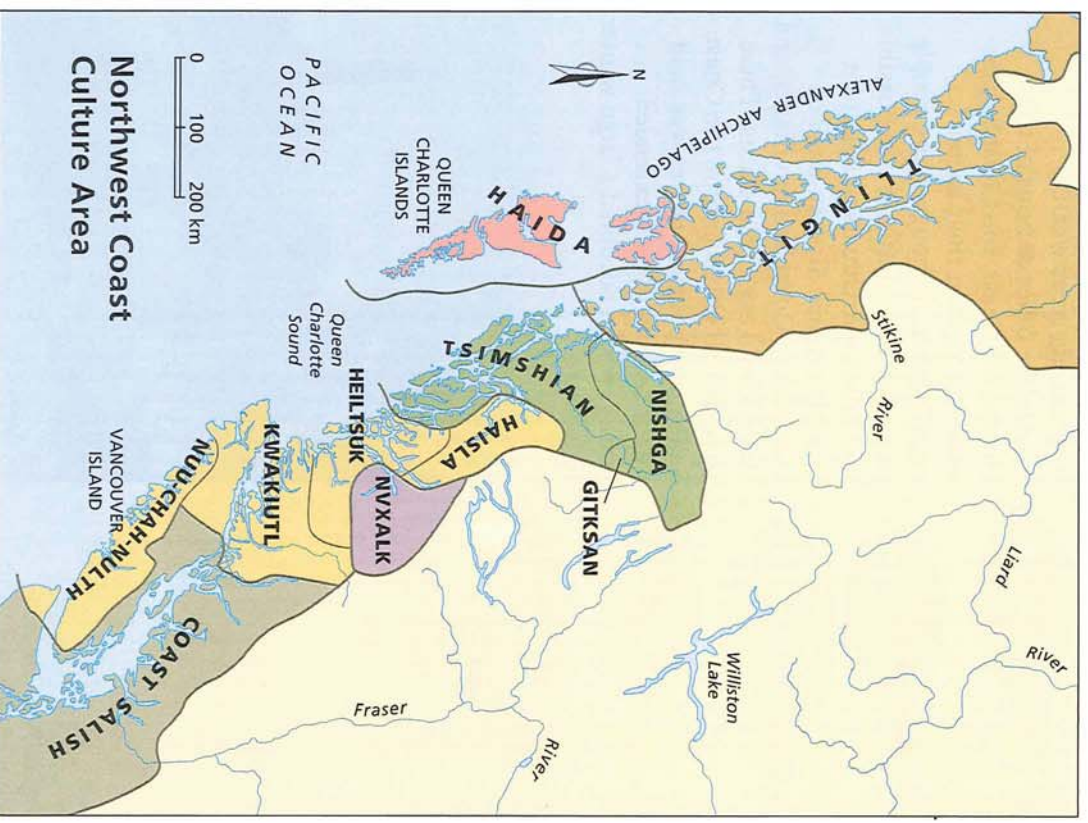 Liard
River
TLINGIT
ALEXANDER ARCHIPELAGO
Stikine
River
Williston
Lake
N
NISHGA
GITKSAN
TSIMSHIAN
HAIDA
HAISLA
QUEEN
CHARLOTTE
ISLANDS
NVXALK
HEILTSUK
Queen
Charlotte
Sound
Fraser
River
PACIFIC
OCEAN
KWAKIUTL
NUU-CHAH-NULTH
VANCOUVER
ISLAND
COAST SALISH
0 100 200 km
Northwest Coast
Culture Area